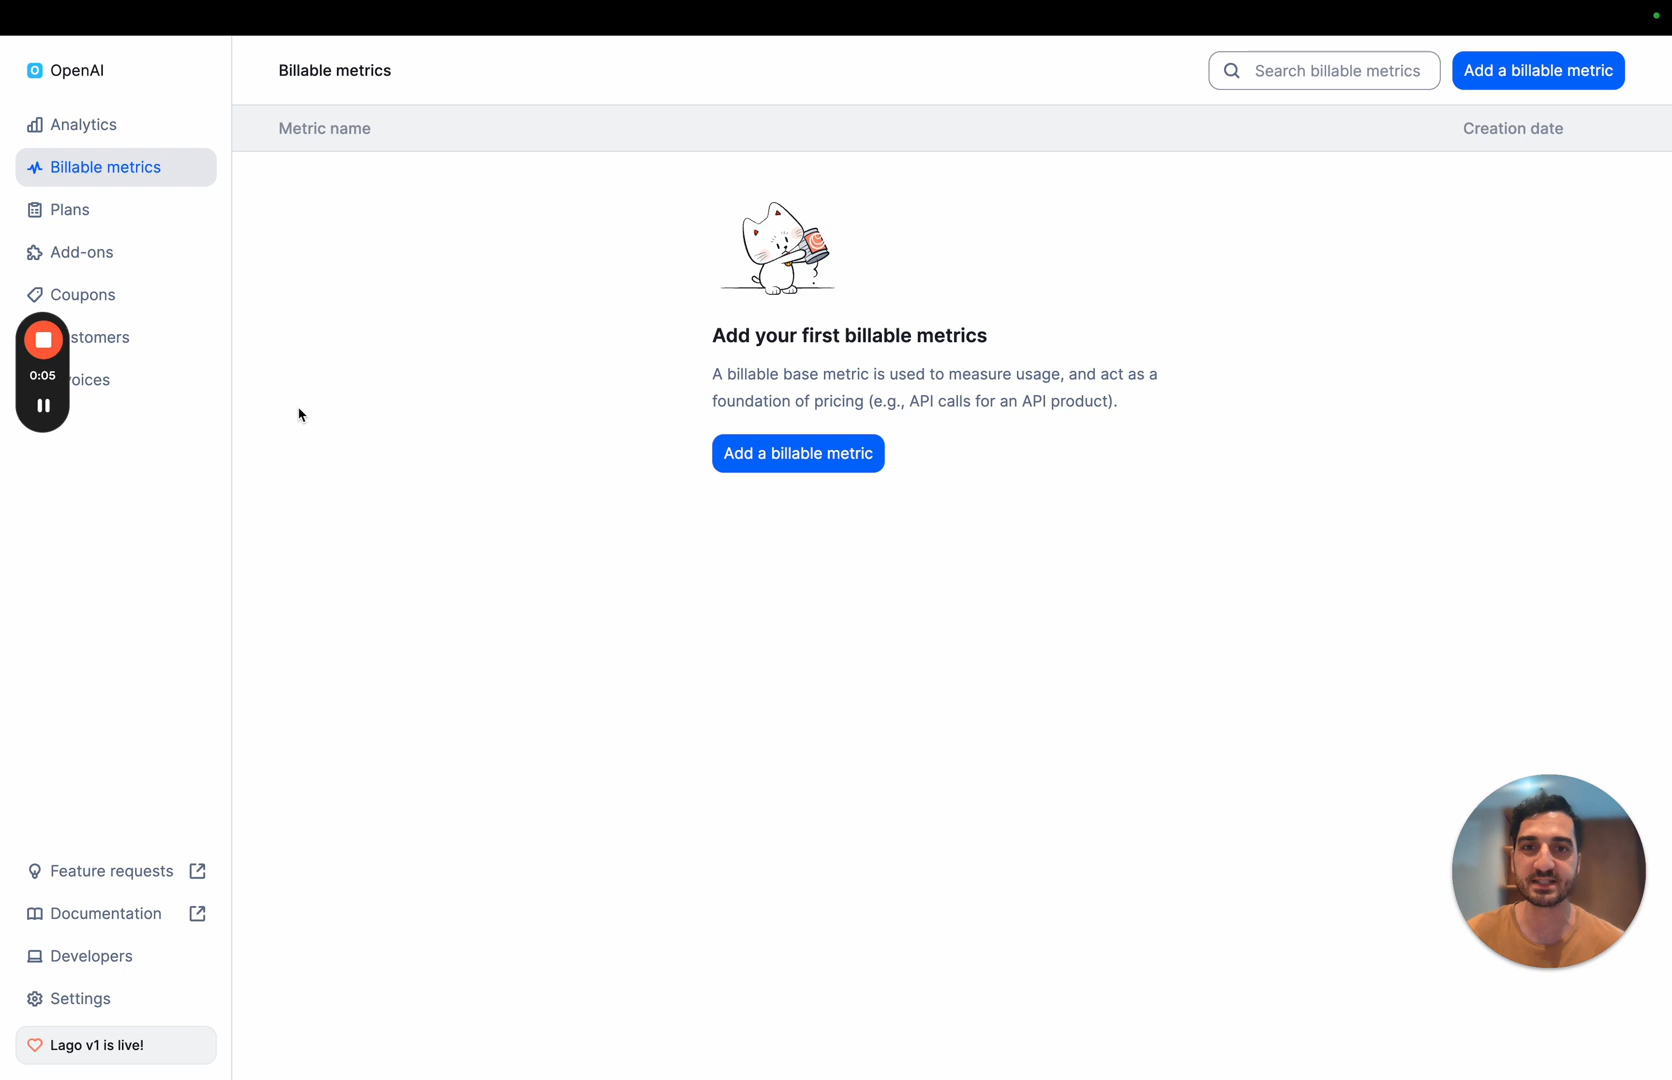 OpenAI
Billable metrics
Search billable metrics
Add a billable metric
Analytics
Billable metrics
Plans
Add-ons
Coupons
stomers
voices
0:05
Metric name
Creation date
Add your first billable metrics
A billable base metric is used to measure usage, and act as a
foundation of pricing (e.g., API calls for an API product).
Add a billable metric
Feature requests
Documentation
Developers
Settings
Lago v1 is live!